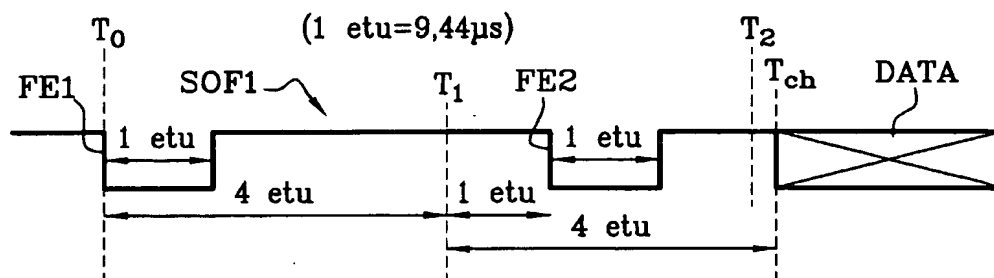 T0 (1 etu=9,44µs) T2
FE1 SOF1 T1 FE2 Tch DATA
1 etu 1 etu
4 etu 1 etu
4 etu